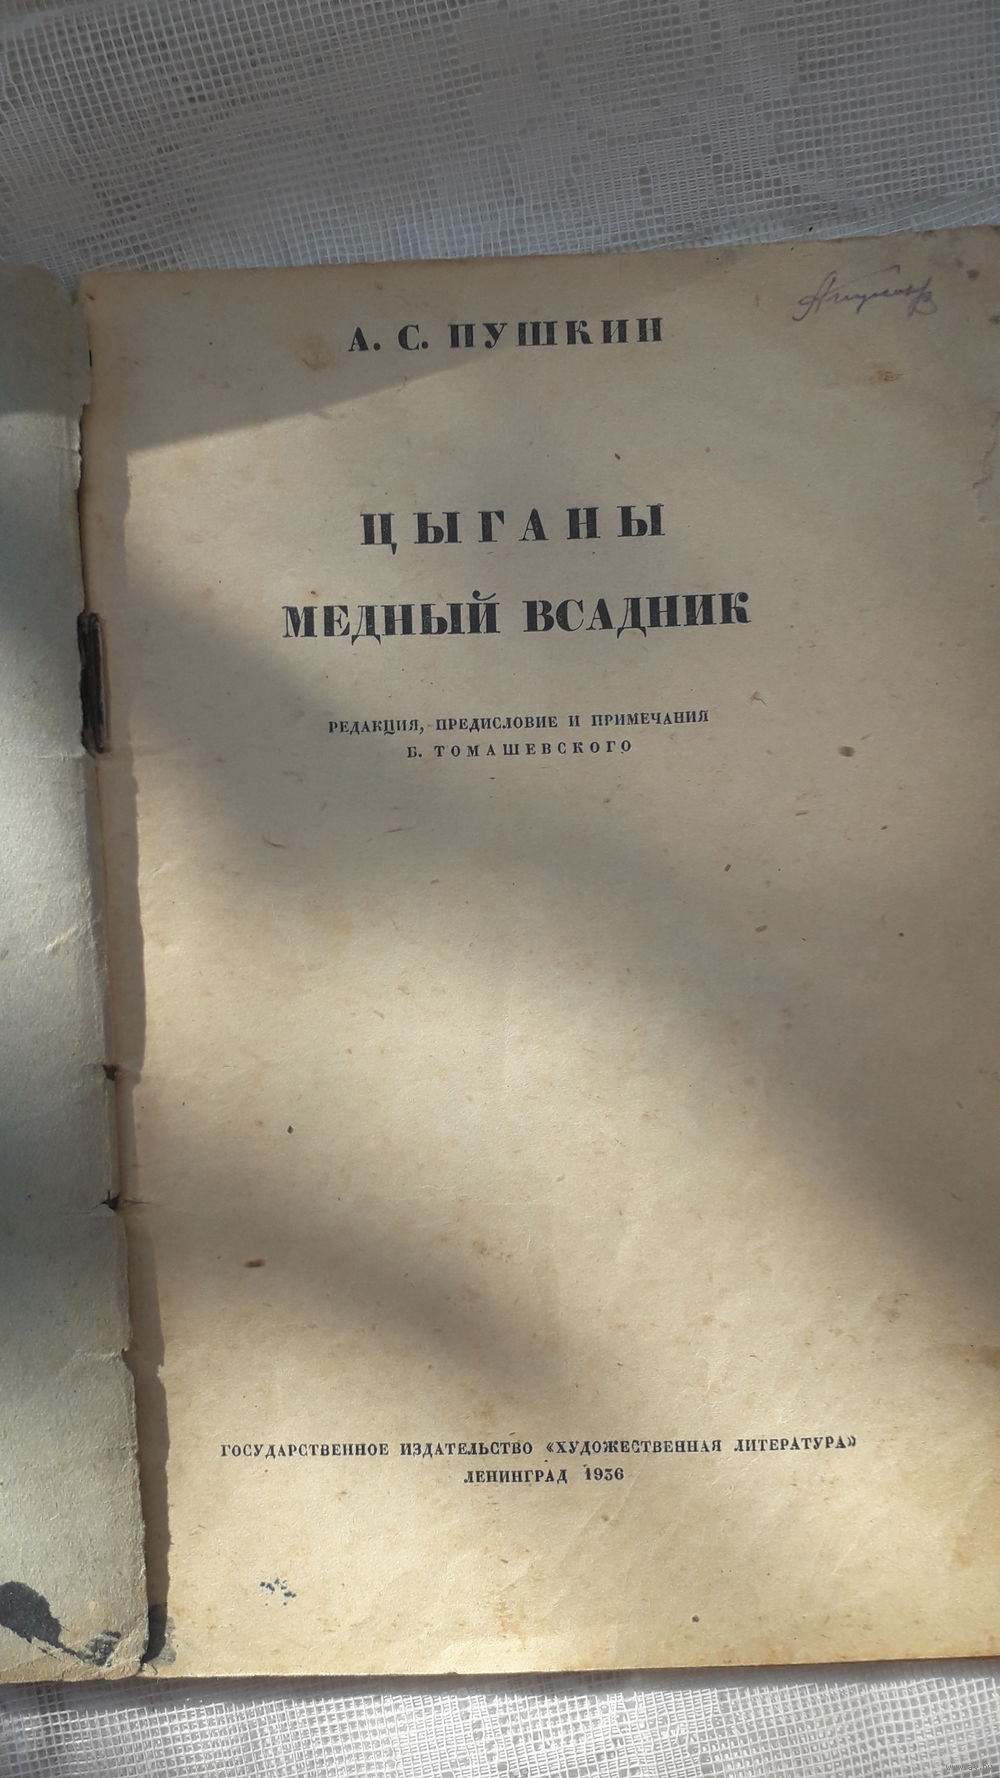 А. С. ПУШКИН
ЦЫГАНЫ
МЕДНЫЙ ВСАДНИК
РЕДАКЦИЯ, ПРЕДИСЛОВИЕ И ПРИМЕЧАНИЯ
Б. ТОМАШЕВСКОГО
ГОСУДАРСТВЕННОЕ ИЗДАТЕЛЬСТВО «ХУДОЖЕСТВЕННАЯ ЛИТЕРАТУРА»
ЛЕНИНГРАД 1936